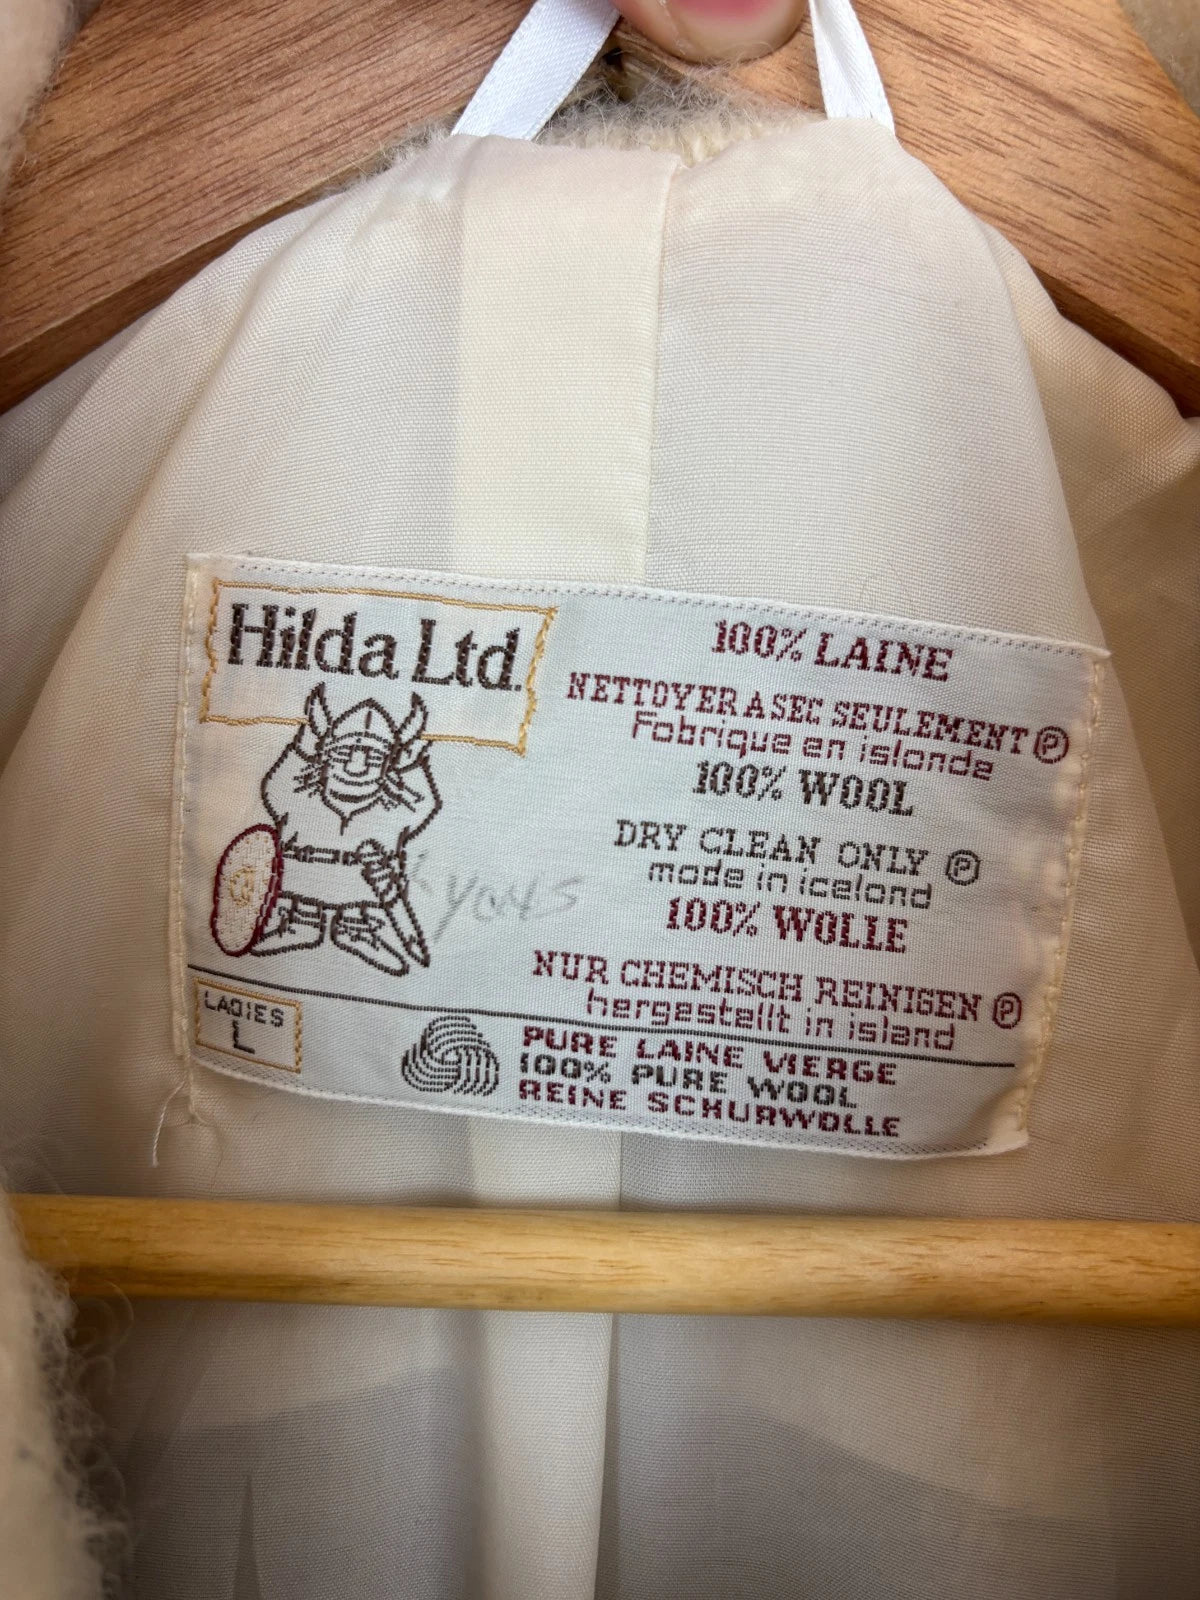 Hilda Ltd.
100% LAINE
NETTOYER A SEC SEULEMENT Ⓟ
Fabrique en islande
100% WOOL
DRY CLEAN ONLY Ⓟ
made in iceland
100% WOLLE
NUR CHEMISCH REINIGEN Ⓟ
hergestellt in island
LADIES
L
PURE LAINE VIERGE
100% PURE WOOL
REINE SCHURWOLLE